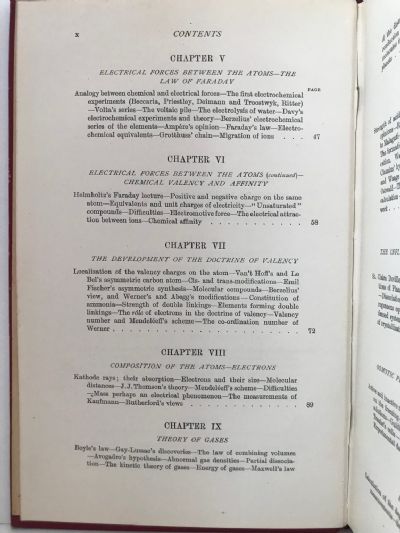 x
CONTENTS
CHAPTER V
ELECTRICAL FORCES BETWEEN THE ATOMS—THE
LAW OF FARADAY
PAGE
Analogy between chemical and electrical forces—The first electrochemical
experiments (Beccaria, Priestley, Deimann and Troostwyk, Ritter)
—Volta's series—The voltaic pile—The electrolysis of water—Davy's
electrochemical experiments and theory—Berzelius' electrochemical
series of the elements—Ampère's opinion—Faraday's law—Electro-
chemical equivalents—Grotthuss' chain—Migration of ions . . . 47
CHAPTER VI
ELECTRICAL FORCES BETWEEN THE ATOMS (continued)—
CHEMICAL VALENCY AND AFFINITY
Helmholtz's Faraday lecture—Positive and negative charge on the same
atom—Equivalents and unit charges of electricity—"Unsaturated"
compounds—Difficulties—Electromotive force—The electrical attrac-
tion between ions—Chemical affinity . . . . . . . 58
CHAPTER VII
THE DEVELOPMENT OF THE DOCTRINE OF VALENCY
Localization of the valency charges on the atom—Van't Hoff's and Le
Bel's asymmetric carbon atom—Cis- and trans-modifications—Emil
Fischer's asymmetric synthesis—Molecular compounds—Berzelius'
view, and Werner's and Abegg's modifications—Constitution of
ammonia—Strength of double linkings—Elements forming double
linkings—The rôle of electrons in the doctrine of valency—Valency
number and Mendeléeff's scheme—The co-ordination number of
Werner . . . . . . . . . . . . . 72
CHAPTER VIII
COMPOSITION OF THE ATOMS—ELECTRONS
Kathode rays; their absorption—Electrons and their size—Molecular
distances—J.J. Thomson's theory—Mendeléeff's scheme—Difficulties
—Mass perhaps an electrical phenomenon—The measurements of
Kaufmann—Rutherford's views . . . . . . . . 89
CHAPTER IX
THEORY OF GASES
Boyle's law—Gay-Lussac's discoveries—The law of combining volumes
—Avogadro's hypothesis—Abnormal gas densities—Partial dissocia-
tion—The kinetic theory of gases—Energy of gases—Maxwell's law